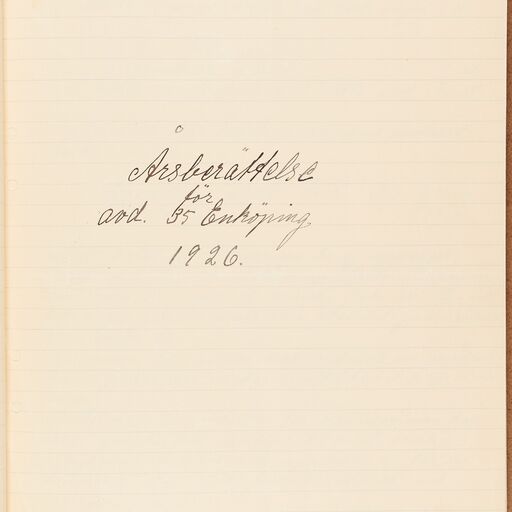 Årsberättelse
för
avd. 35 Enköping
1926.